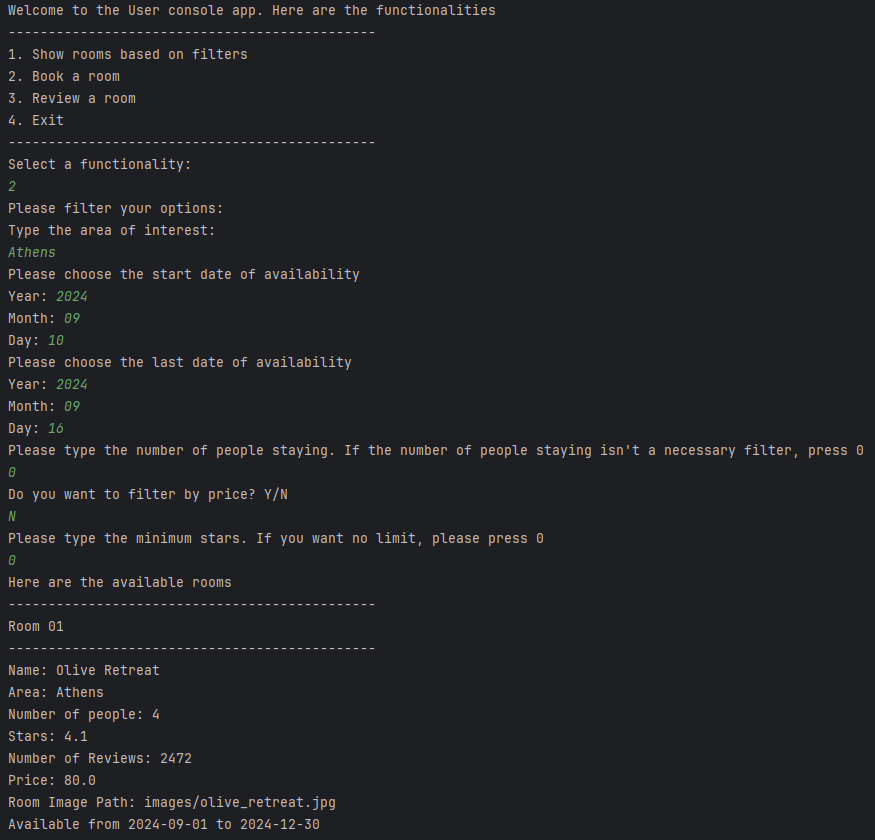 Welcome to the User console app. Here are the functionalities
----------------------------------------------
1. Show rooms based on filters
2. Book a room
3. Review a room
4. Exit
----------------------------------------------
Select a functionality:
2
Please filter your options:
Type the area of interest:
Athens
Please choose the start date of availability
Year: 2024
Month: 09
Day: 10
Please choose the last date of availability
Year: 2024
Month: 09
Day: 16
Please type the number of people staying. If the number of people staying isn't a necessary filter, press 0
0
Do you want to filter by price? Y/N
N
Please type the minimum stars. If you want no limit, please press 0
0
Here are the available rooms
----------------------------------------------
Room 01
----------------------------------------------
Name: Olive Retreat
Area: Athens
Number of people: 4
Stars: 4.1
Number of Reviews: 2472
Price: 80.0
Room Image Path: images/olive_retreat.jpg
Available from 2024-09-01 to 2024-12-30